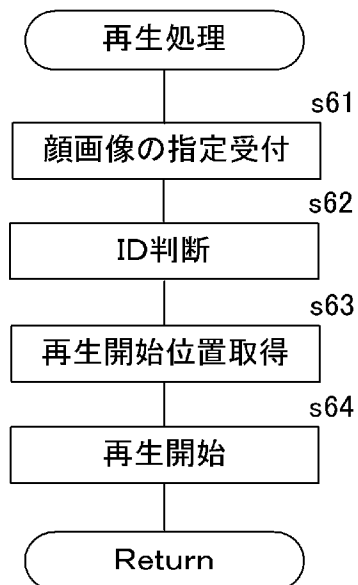 再生処理
s61
顔画像の指定受付
s62
ID判断
s63
再生開始位置取得
s64
再生開始
Return